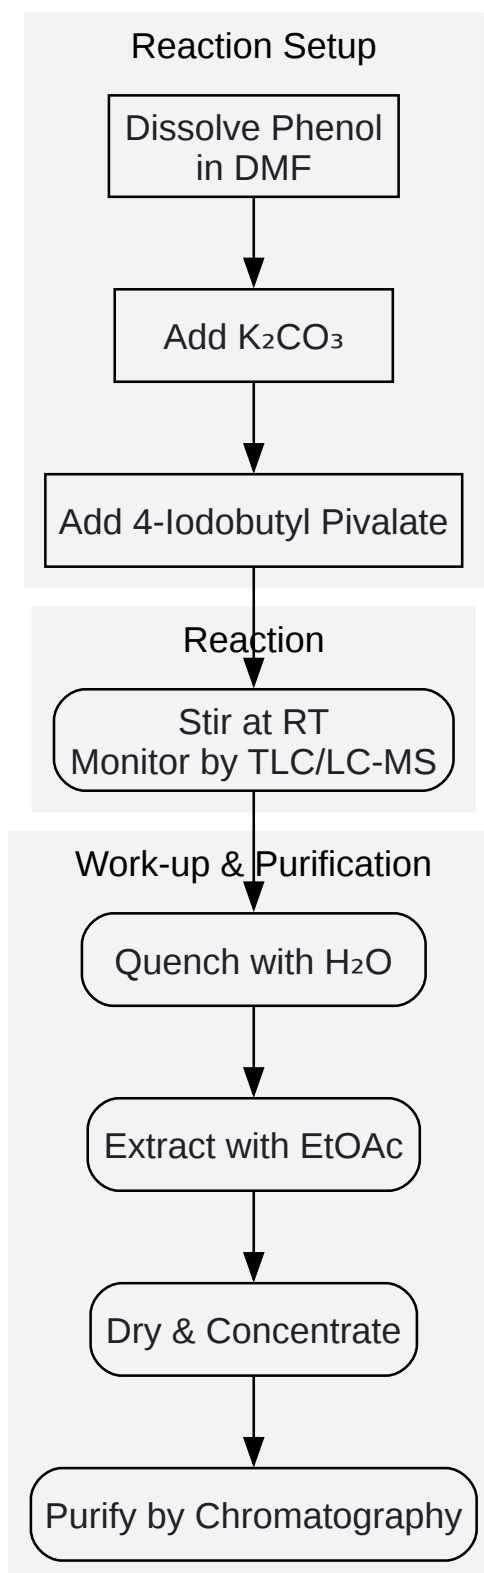 Reaction Setup
Dissolve Phenol
in DMF
Add K₂CO₃
Add 4-Iodobutyl Pivalate
Reaction
Stir at RT
Monitor by TLC/LC-MS
Work-up & Purification
Quench with H₂O
Extract with EtOAc
Dry & Concentrate
Purify by Chromatography